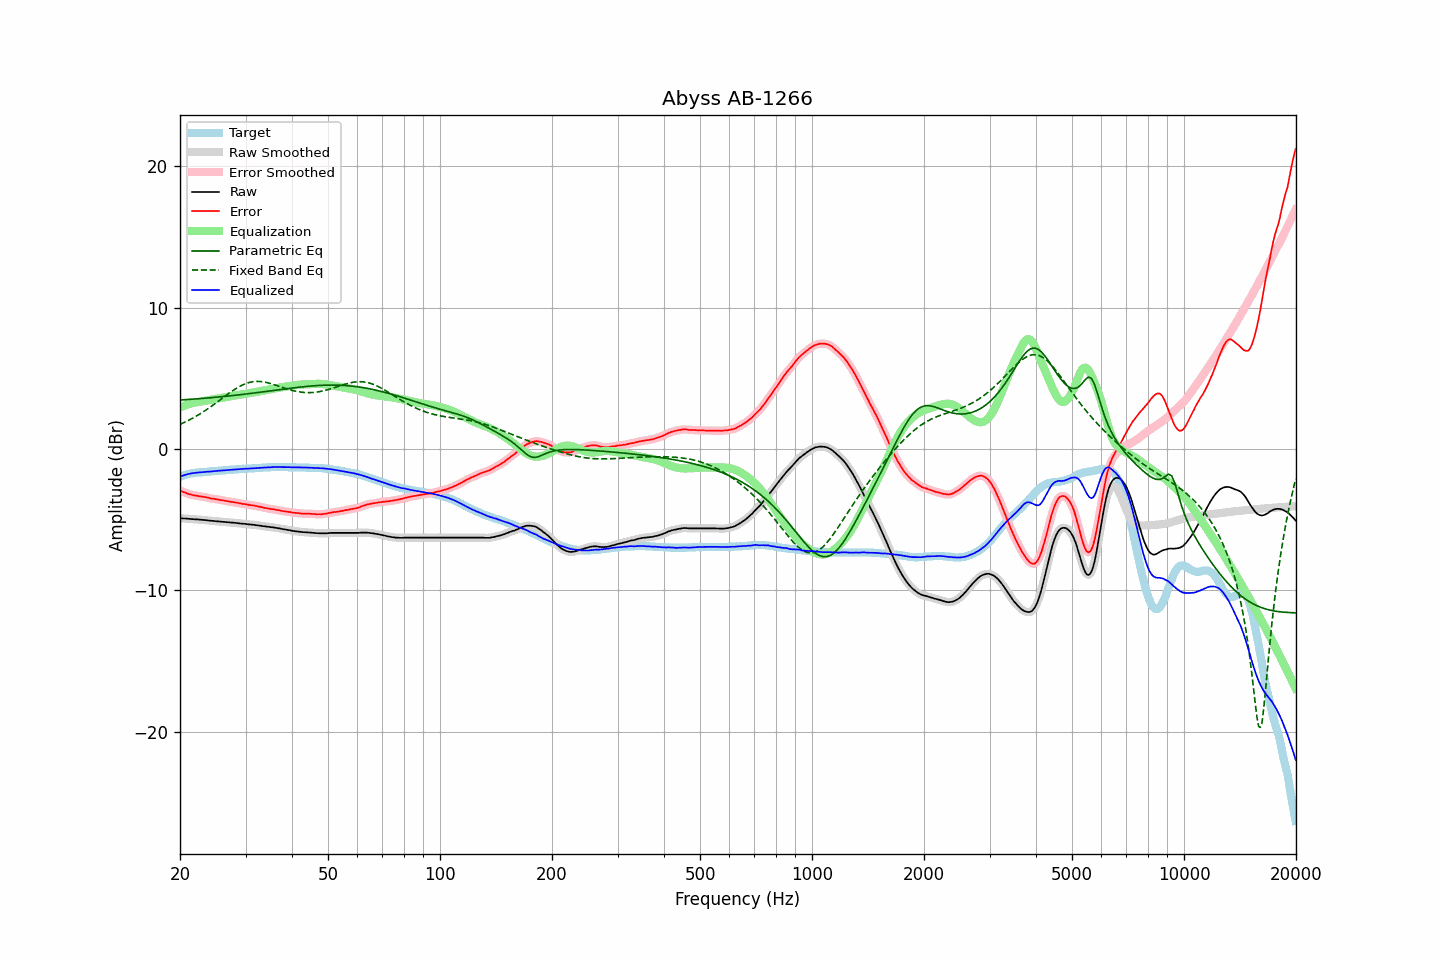 Abyss AB-1266
Target
Raw Smoothed
Error Smoothed
Raw
Error
Equalization
Parametric Eq
Fixed Band Eq
Equalized
20
10
0
−10
−20
Amplitude (dBr)
20
50
100
200
500
1000
2000
5000
10000
20000
Frequency (Hz)